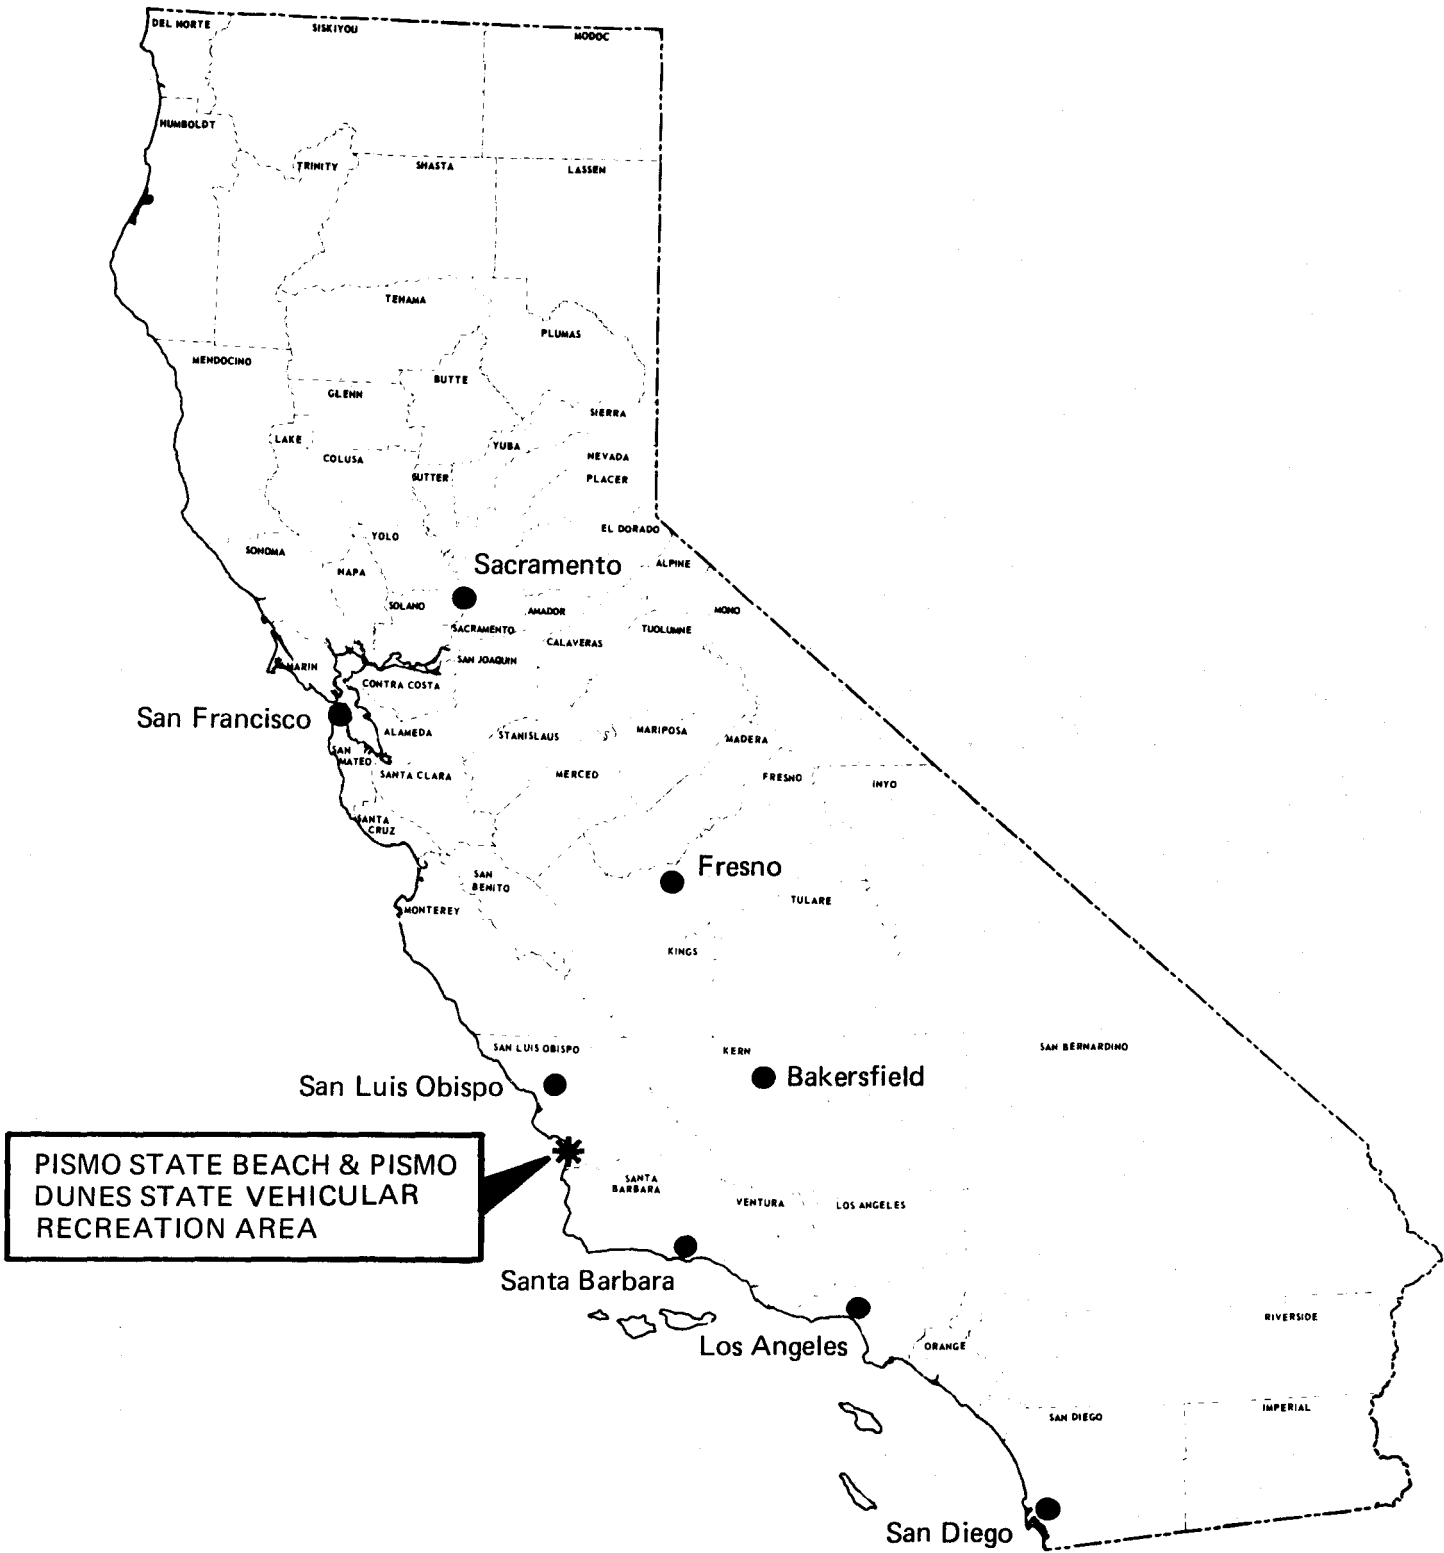 DEL NORTE
SISKIYOU
MODOC
HUMBOLDT
TRINITY
SHASTA
LASSEN
TEHAMA
PLUMAS
MENDOCINO
BUTTE
GLENN
SIERRA
LAKE
YUBA
COLUSA
NEVADA
SUTTER
PLACER
EL DORADO
YOLO
SONOMA
Sacramento
ALPINE
NAPA
SOLANO
AMADOR
MONO
SACRAMENTO
TUOLUMNE
CALAVERAS
SAN JOAQUIN
MARIN
CONTRA COSTA
San Francisco
ALAMEDA
STANISLAUS
MARIPOSA
MADERA
SAN
MATEO
SANTA CLARA
MERCED
FRESNO
INYO
SANTA
CRUZ
Fresno
SAN
BENITO
TULARE
MONTEREY
KINGS
SAN LUIS OBISPO
KERN
SAN BERNARDINO
San Luis Obispo
Bakersfield
PISMO STATE BEACH & PISMO
DUNES STATE VEHICULAR
RECREATION AREA
SANTA
BARBARA
VENTURA
LOS ANGELES
Santa Barbara
Los Angeles
ORANGE
RIVERSIDE
SAN DIEGO
IMPERIAL
San Diego